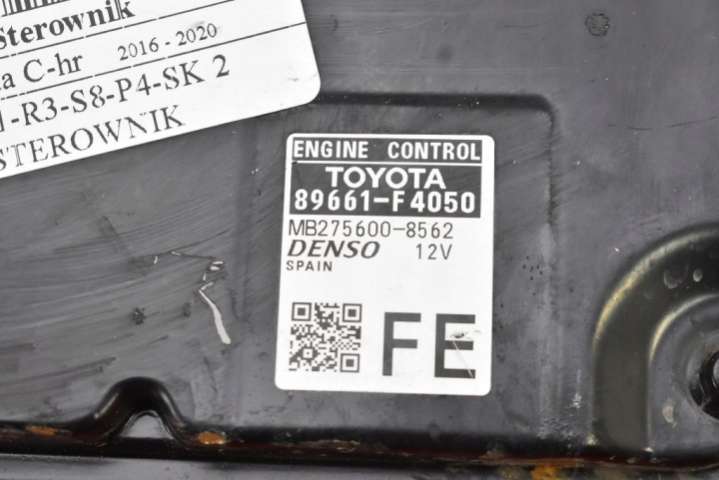 Sterownik
C-hr 2016 - 2020
-R3-S8-P4-SK 2
STEROWNIK
ENGINE CONTROL
TOYOTA
89661-F4050
MB275600-8562
DENSO 12V
SPAIN
FE